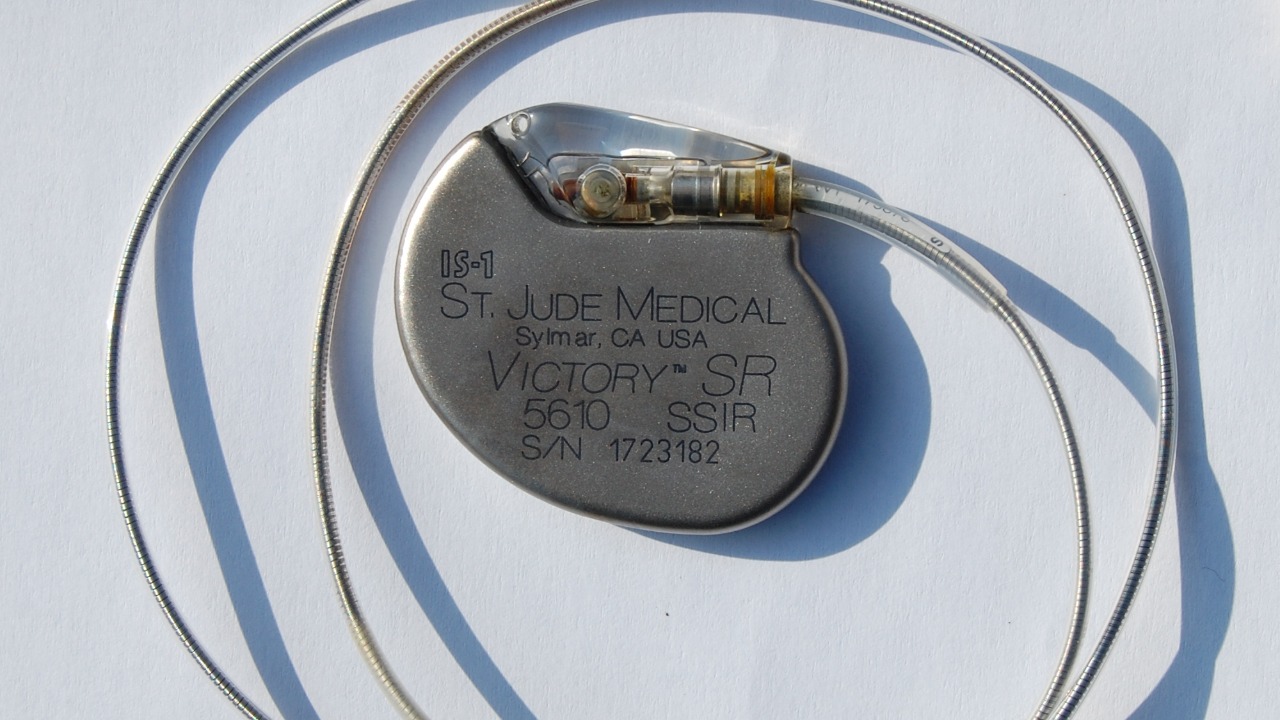 IS-1
ST. JUDE MEDICAL
Sylmar, CA USA
VICTORY™ SR
5610 SSIR
S/N 1723182